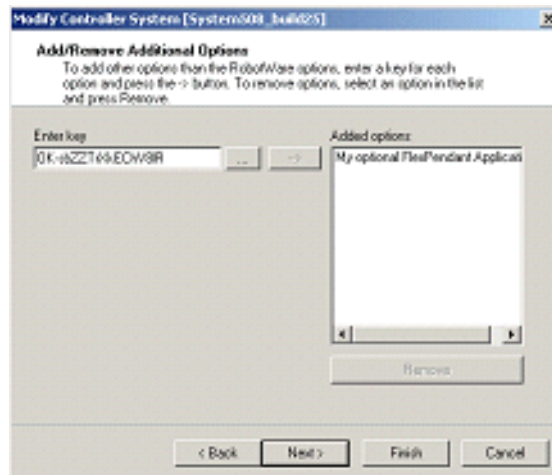 Modify Controller System [System508_build25]
Add/Remove Additional Options
To add other options than the RobotWare options, enter a key for each
option and press the -> button. To remove options, select an option in the list
and press Remove.
Enter key
Added options:
...
->
My optional FlexPendant Applicati
Remove
< Back
Next >
Finish
Cancel